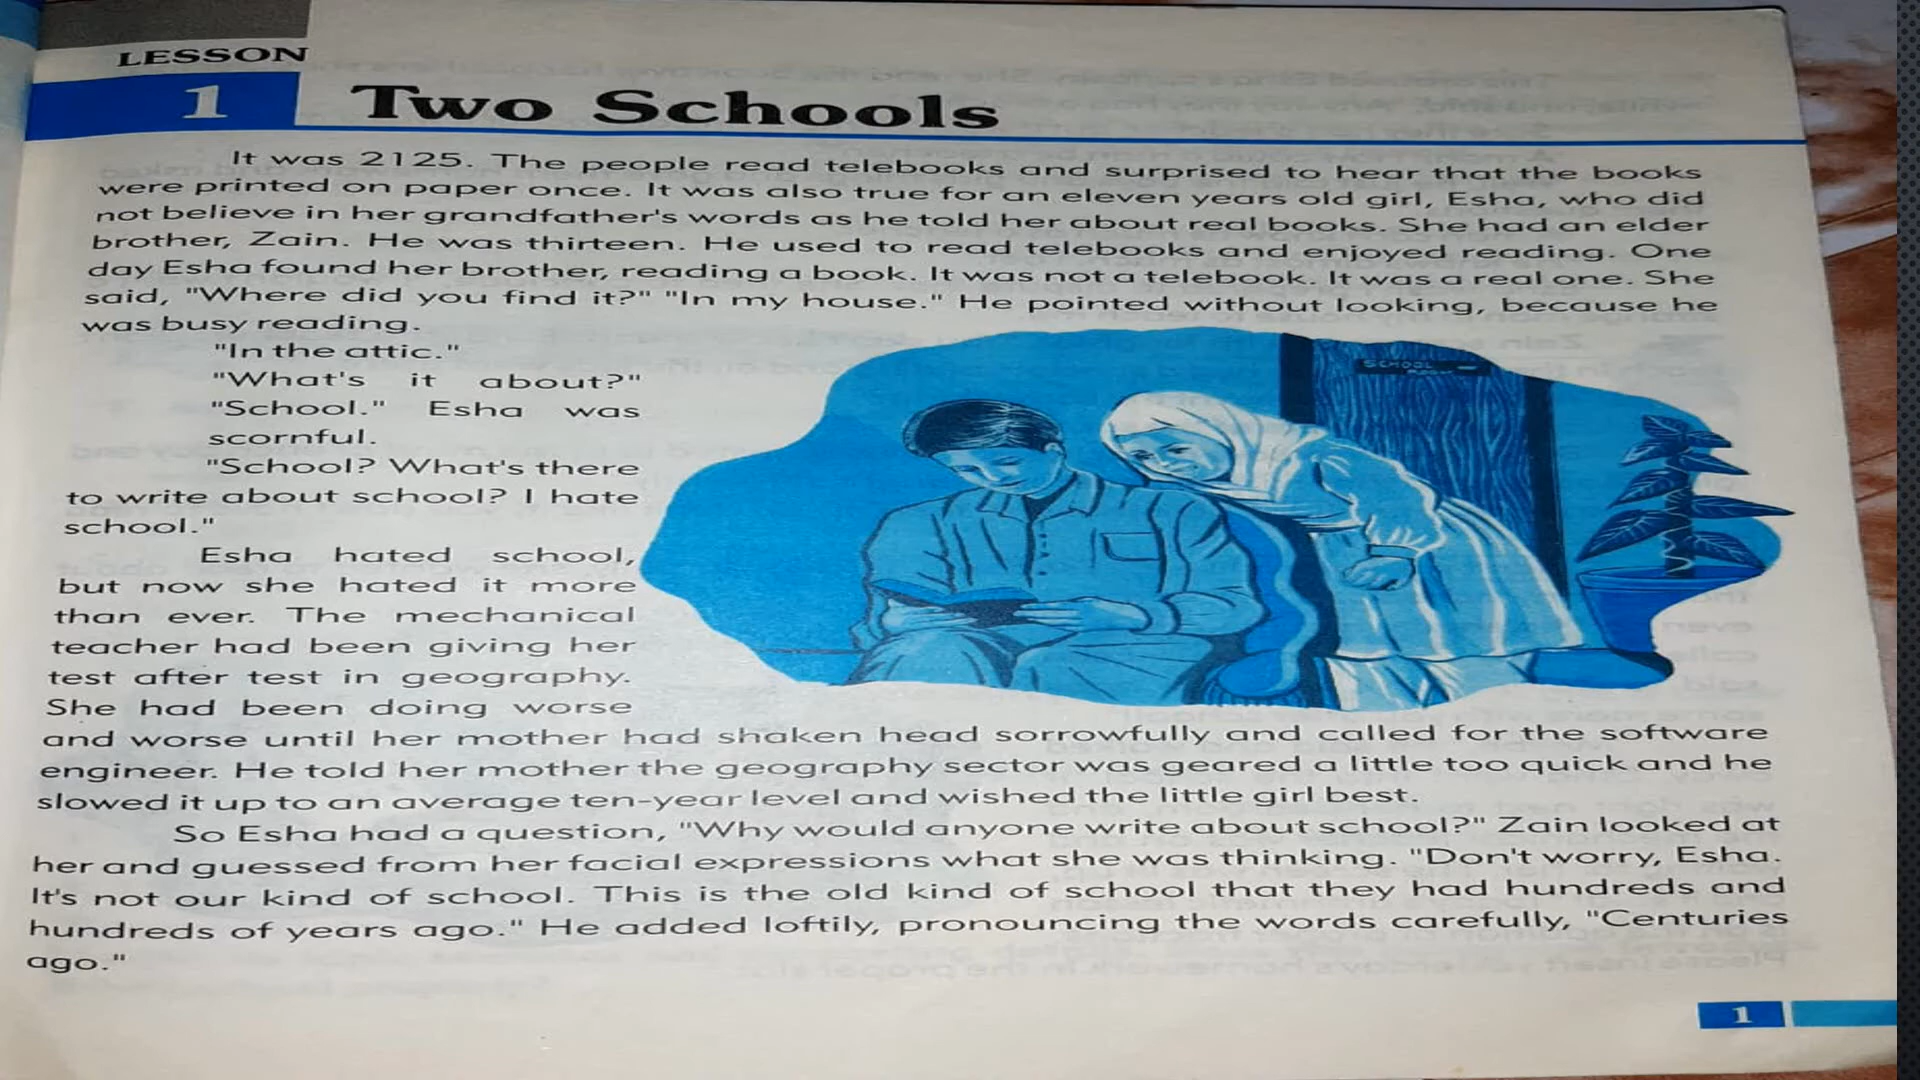 LESSON
1 Two Schools
It was 2125. The people read telebooks and surprised to hear that the books
were printed on paper once. It was also true for an eleven years old girl, Esha, who did
not believe in her grandfather's words as he told her about real books. She had an elder
brother, Zain. He was thirteen. He used to read telebooks and enjoyed reading. One
day Esha found her brother, reading a book. It was not a telebook. It was a real one. She
said, "Where did you find it?" "In my house." He pointed without looking, because he
was busy reading.
"In the attic."
"What's it about?"
"School." Esha was
scornful.
"School? What's there
to write about school? I hate
school."
Esha hated school,
but now she hated it more
than ever. The mechanical
teacher had been giving her
test after test in geography.
She had been doing worse
and worse until her mother had shaken head sorrowfully and called for the software
engineer. He told her mother the geography sector was geared a little too quick and he
slowed it up to an average ten-year level and wished the little girl best.
So Esha had a question, "Why would anyone write about school?" Zain looked at
her and guessed from her facial expressions what she was thinking. "Don't worry, Esha.
It's not our kind of school. This is the old kind of school that they had hundreds and
hundreds of years ago." He added loftily, pronouncing the words carefully, "Centuries
ago."
SCHOOL
ROOM
1